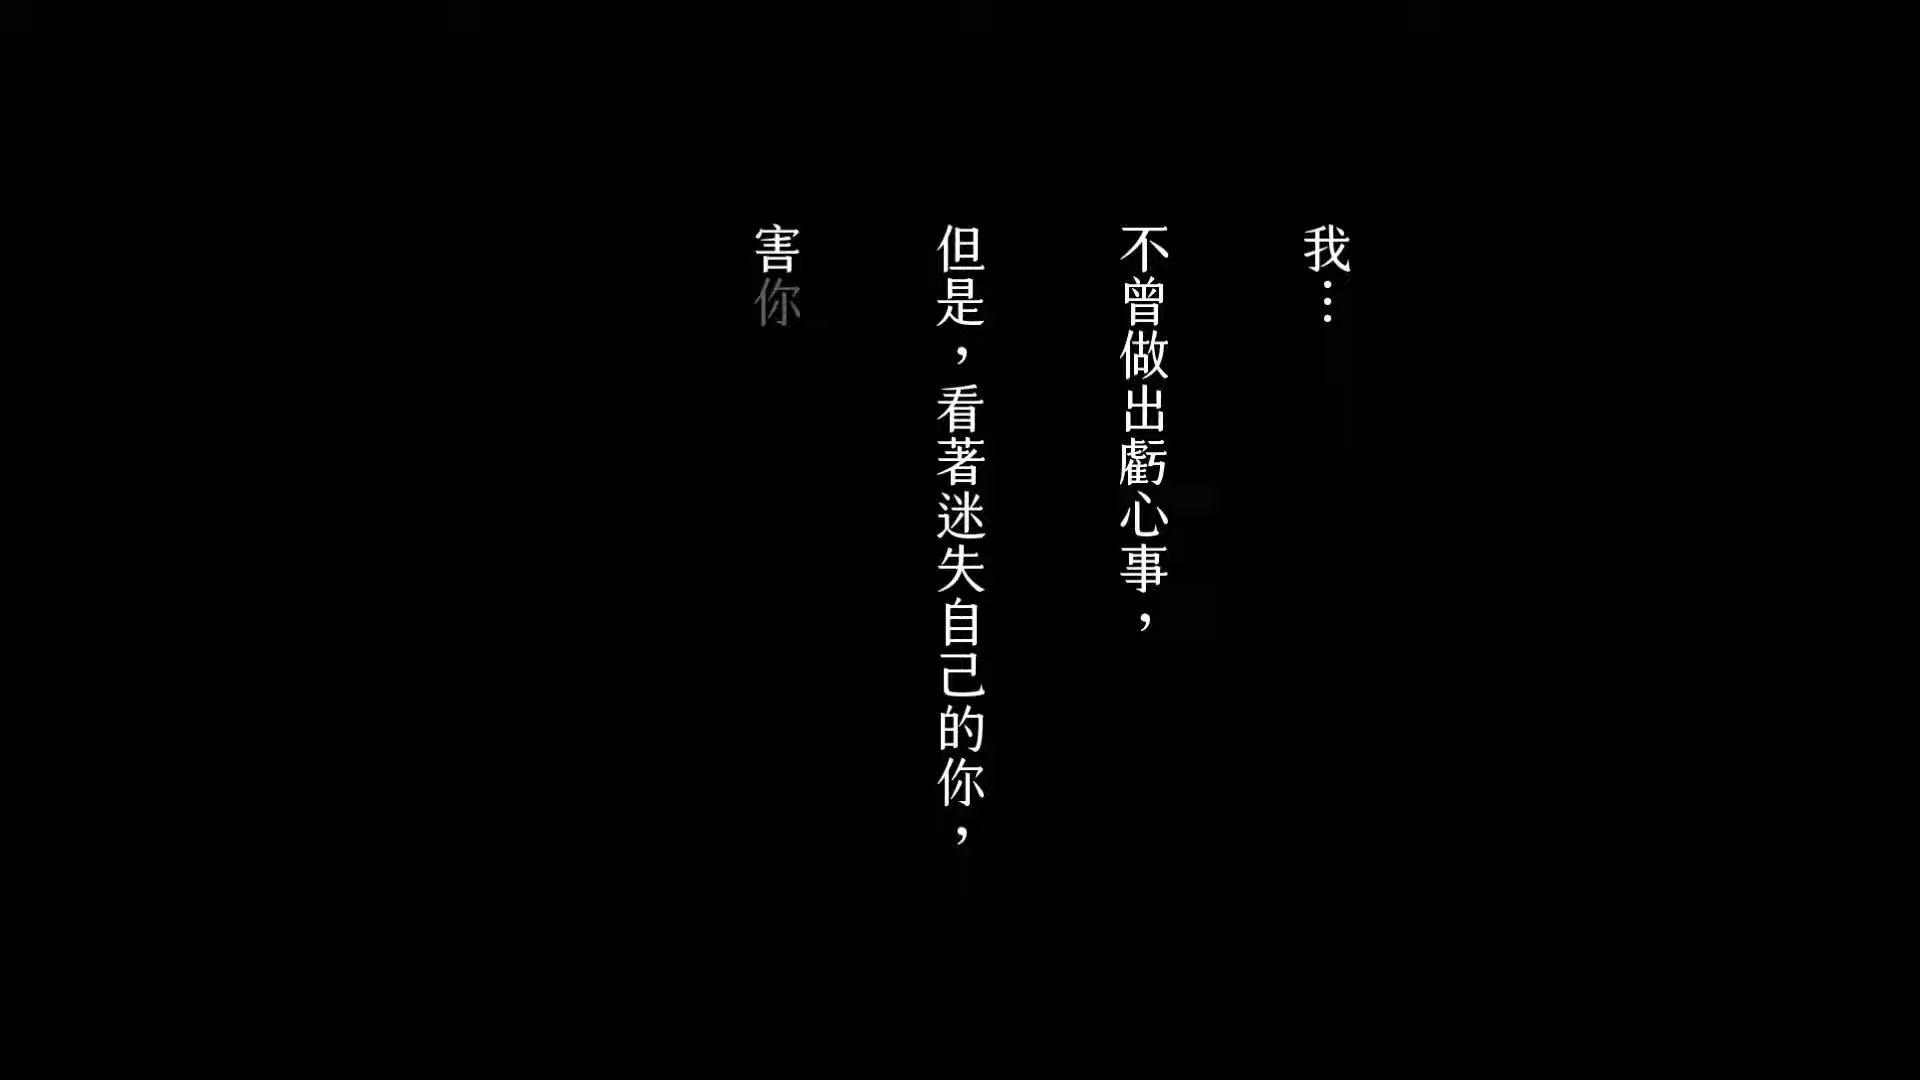 我…
不曾做出虧心事，
但是，看著迷失自己的你，
害你